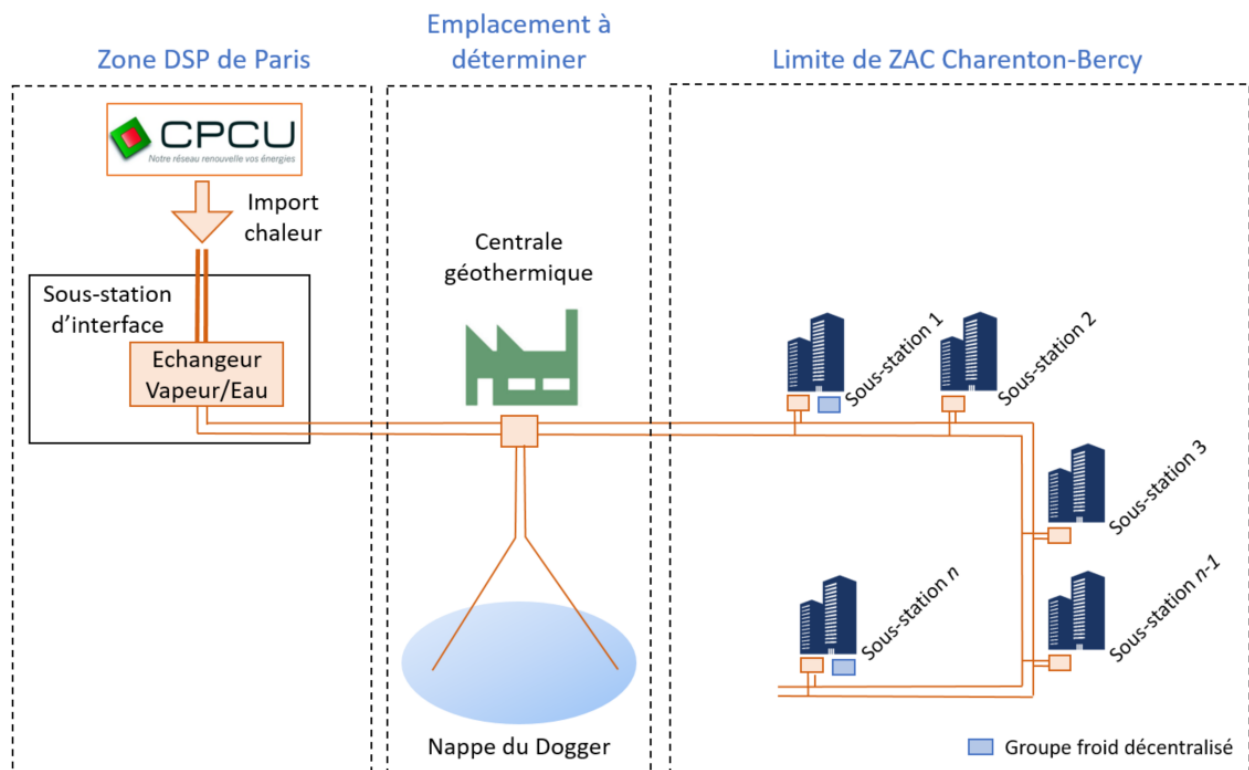 Zone DSP de Paris
Emplacement à
déterminer
Limite de ZAC Charenton-Bercy
CPCU
Notre réseau renouvelle vos énergies
Import
chaleur
Sous-station
d'interface
Echangeur
Vapeur/Eau
Centrale
géothermique
Nappe du Dogger
Sous-station 1
Sous-station 2
Sous-station 3
Sous-station n-1
Sous-station n
Groupe froid décentralisé